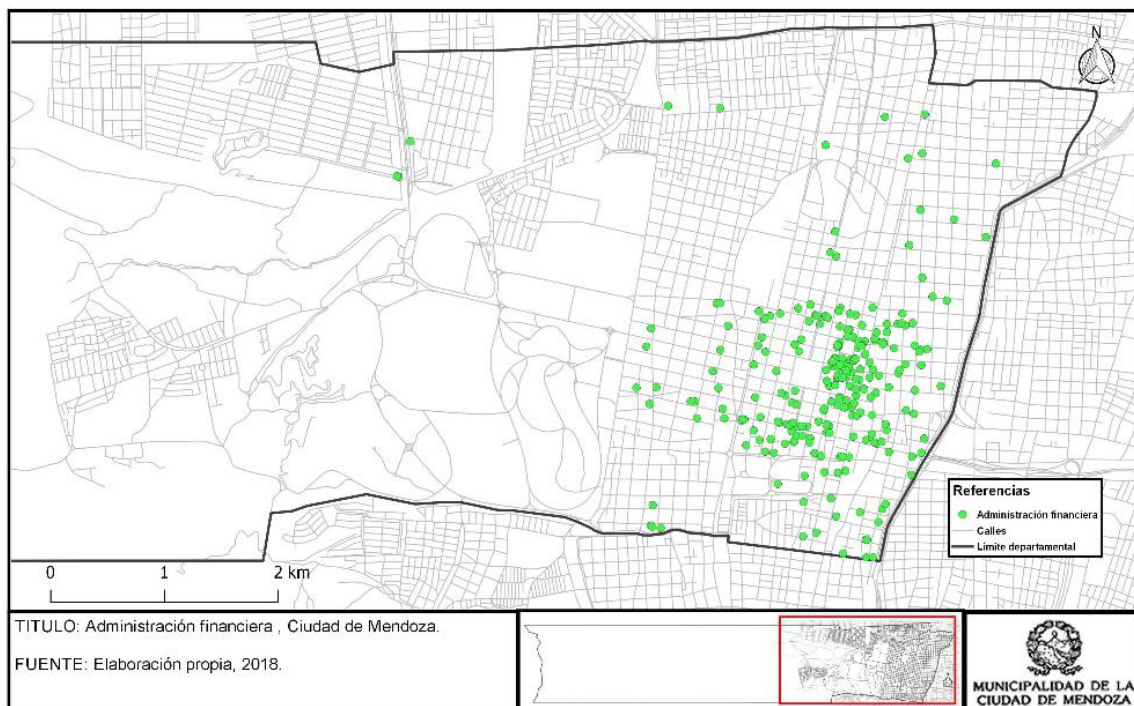 N
Referencias
Administración financiera
Calles
Límite departamental
0 1 2 km
TITULO: Administración financiera , Ciudad de Mendoza.
FUENTE: Elaboración propia, 2018.
MUNICIPALIDAD DE LA
CIUDAD DE MENDOZA